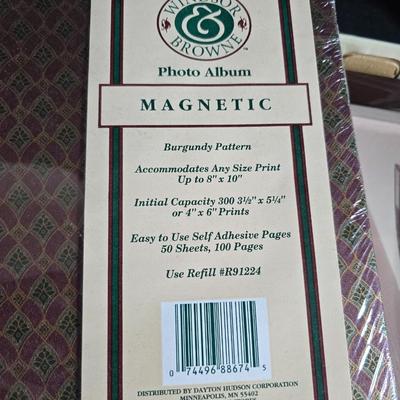 WINDSOR
&
BROWNE
Photo Album
MAGNETIC
Burgundy Pattern
Accommodates Any Size Print
Up to 8" x 10"
Initial Capacity 300 3½" x 5¼"
or 4" x 6" Prints
Easy to Use Self Adhesive Pages
50 Sheets, 100 Pages
Use Refill #R91224
0 74496 88674 5
DISTRIBUTED BY DAYTON HUDSON CORPORATION
MINNEAPOLIS, MN 55402